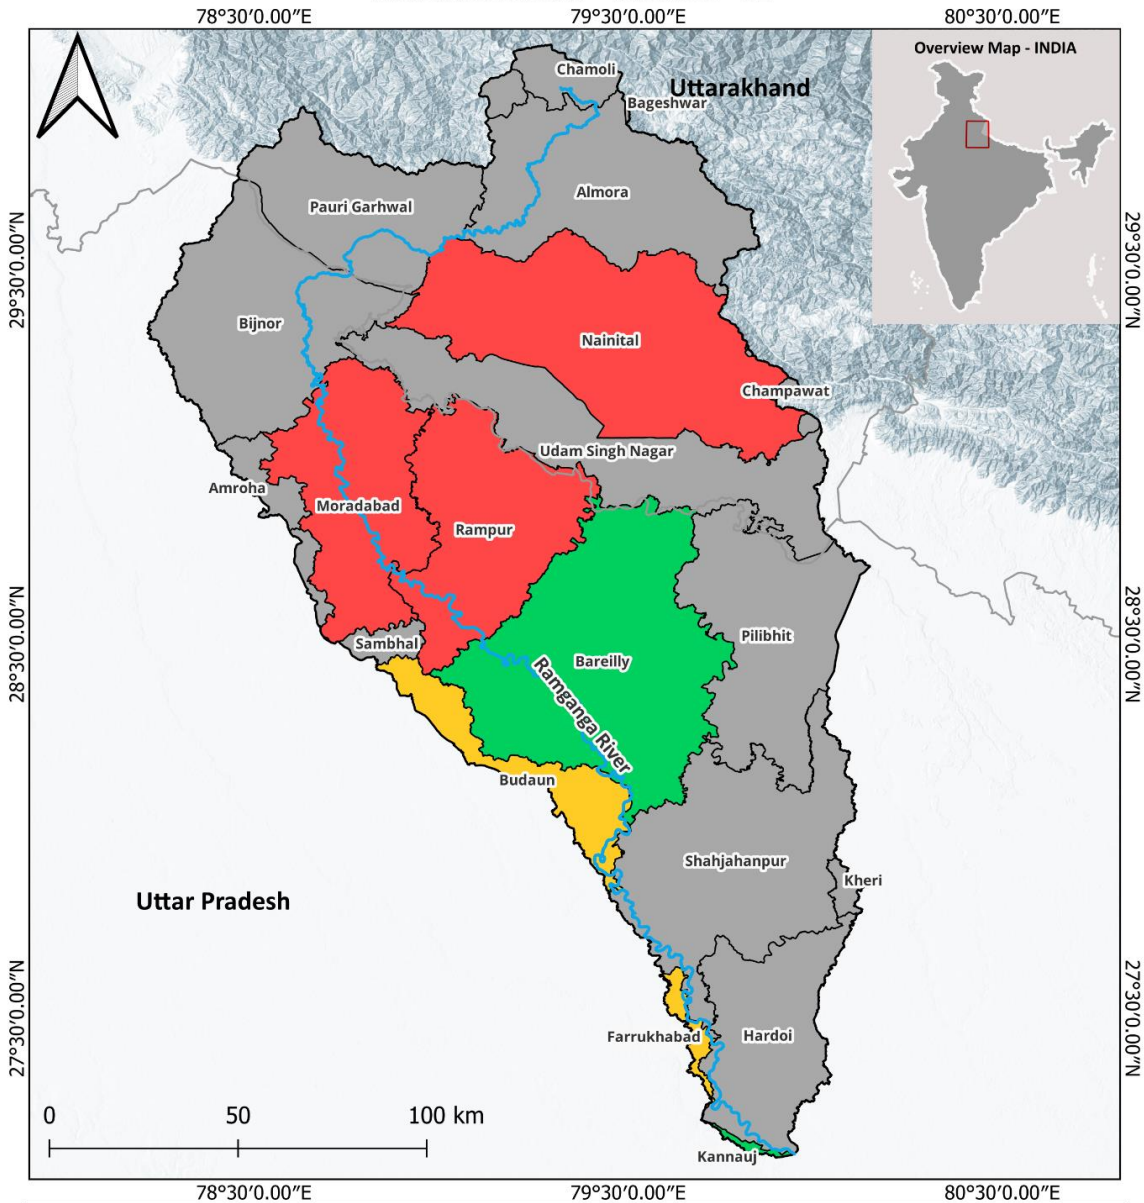 78°30′0.00″E
79°30′0.00″E
80°30′0.00″E
Overview Map - INDIA
Chamoli
Uttarakhand
Bageshwar
Almora
Pauri Garhwal
29°30′0.00″N
29°30′0.00″N
Bijnor
Nainital
Champawat
Udam Singh Nagar
Amroha
Moradabad
Rampur
28°30′0.00″N
28°30′0.00″N
Pilibhit
Sambhal
Bareilly
Ramganga River
Budaun
Shahjahanpur
Kheri
Uttar Pradesh
27°30′0.00″N
27°30′0.00″N
Farrukhabad
Hardoi
0
50
100 km
Kannauj
78°30′0.00″E
79°30′0.00″E
80°30′0.00″E